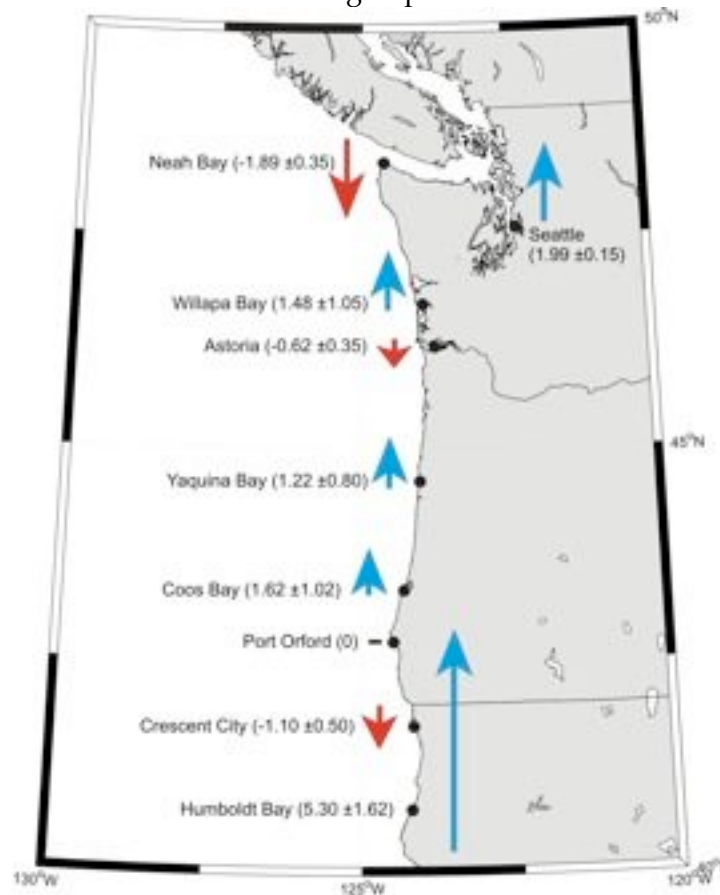 50°N
Neah Bay (-1.89 ±0.35)
Seattle
(1.99 ±0.15)
Willapa Bay (1.48 ±1.05)
Astoria (-0.62 ±0.35)
45°N
Yaquina Bay (1.22 ±0.80)
Coos Bay (1.62 ±1.02)
Port Orford (0)
Crescent City (-1.10 ±0.50)
Humboldt Bay (5.30 ±1.62)
130°W
125°W